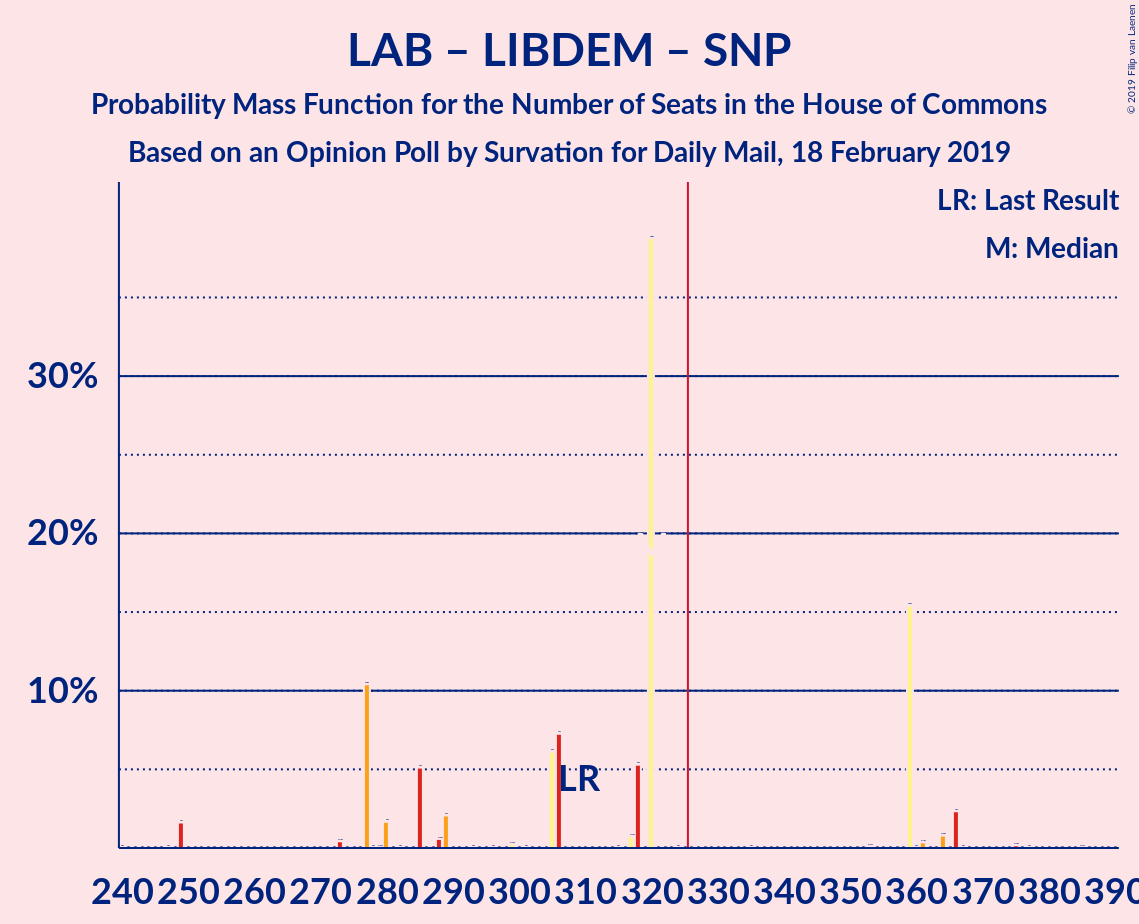 LAB – LIBDEM – SNP
Probability Mass Function for the Number of Seats in the House of Commons
Based on an Opinion Poll by Survation for Daily Mail, 18 February 2019
© 2019 Filip van Laenen
LR: Last Result
M: Median
30%
20%
10%
LR
240 250 260 270 280 290 300 310 320 330 340 350 360 370 380 390